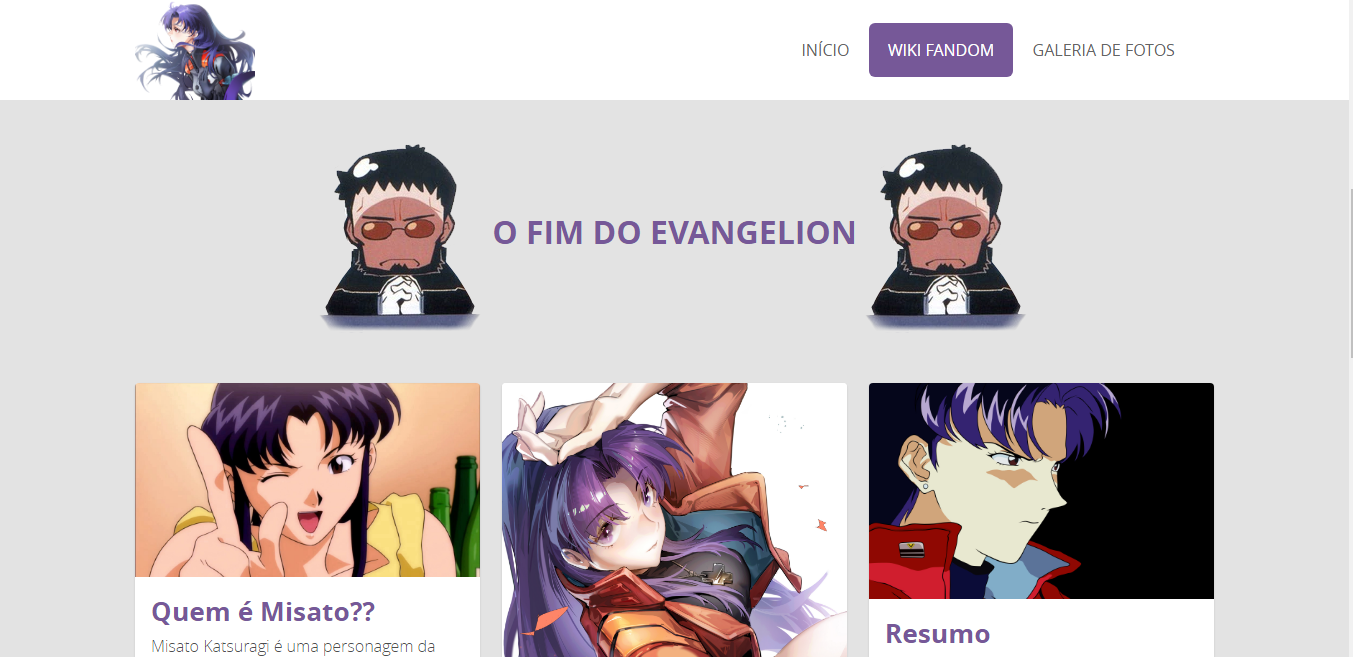 INÍCIO
WIKI FANDOM
GALERIA DE FOTOS
O FIM DO EVANGELION
Quem é Misato??
Misato Katsuragi é uma personagem da
Resumo